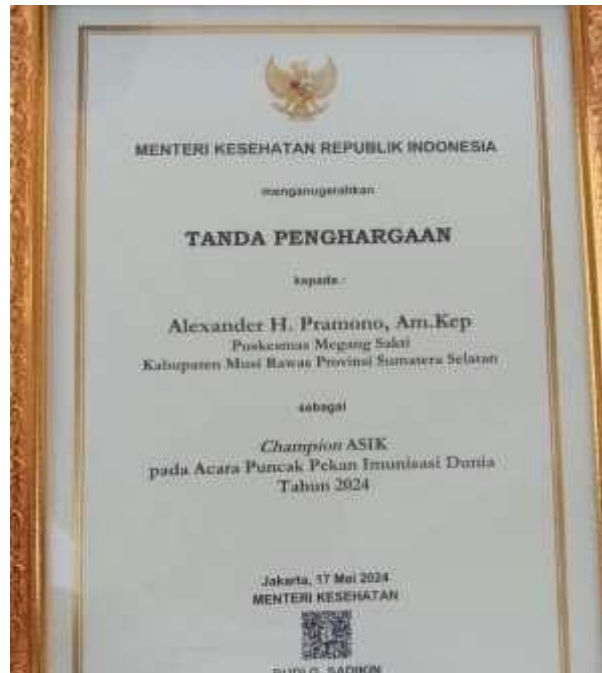 MENTERI KESEHATAN REPUBLIK INDONESIA
menganugerahkan
TANDA PENGHARGAAN
kepada :
Alexander H. Pramono, Am.Kep
Puskesmas Megang Sakti
Kabupaten Musi Rawas Provinsi Sumatera Selatan
sebagai
Champion ASIK
pada Acara Puncak Pekan Imunisasi Dunia
Tahun 2024
Jakarta, 17 Mei 2024
MENTERI KESEHATAN
BUDI G. SADIKIN